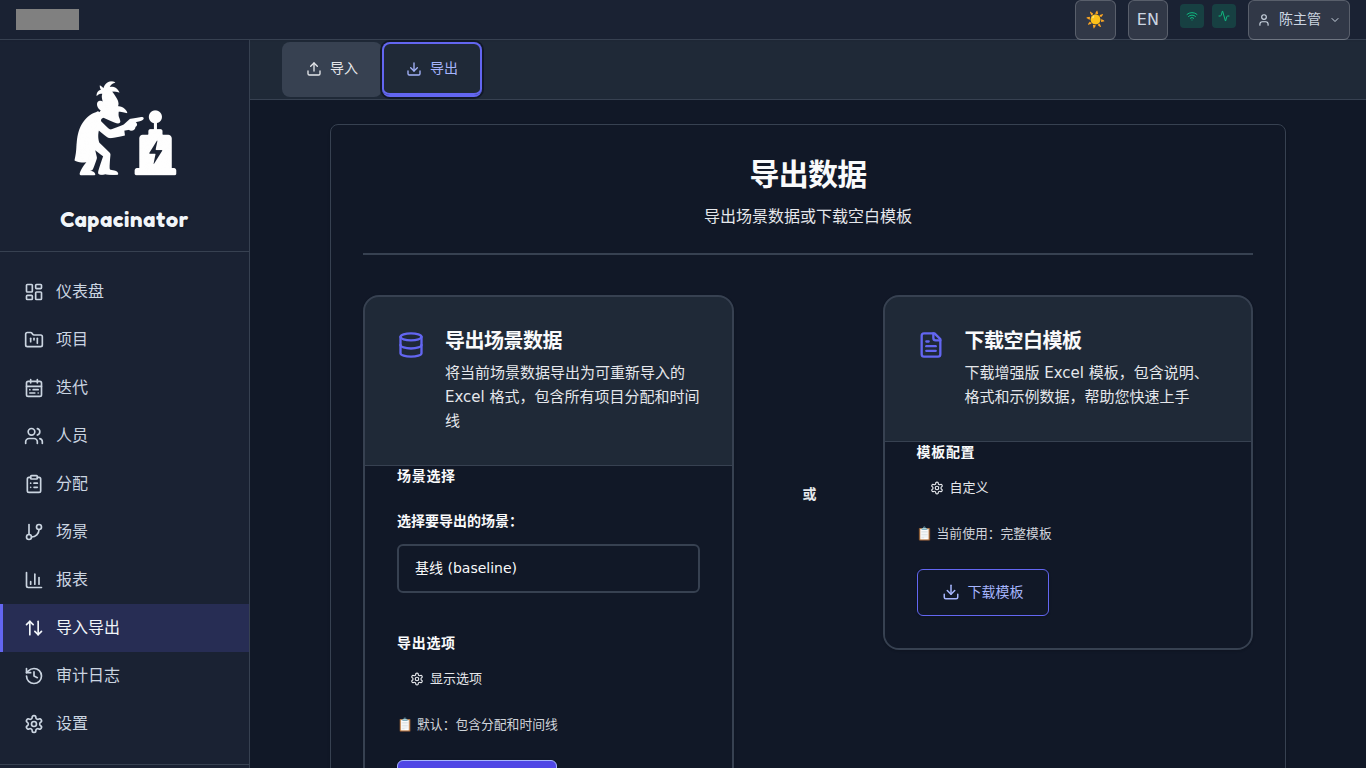 EN
陈主管
导入
导出
Capacinator
仪表盘
项目
迭代
人员
分配
场景
报表
导入导出
审计日志
设置
导出数据
导出场景数据或下载空白模板
导出场景数据
将当前场景数据导出为可重新导入的
Excel 格式，包含所有项目分配和时间
线
场景选择
选择要导出的场景：
基线 (baseline)
导出选项
显示选项
默认：包含分配和时间线
或
下载空白模板
下载增强版 Excel 模板，包含说明、
格式和示例数据，帮助您快速上手
模板配置
自定义
当前使用：完整模板
下载模板